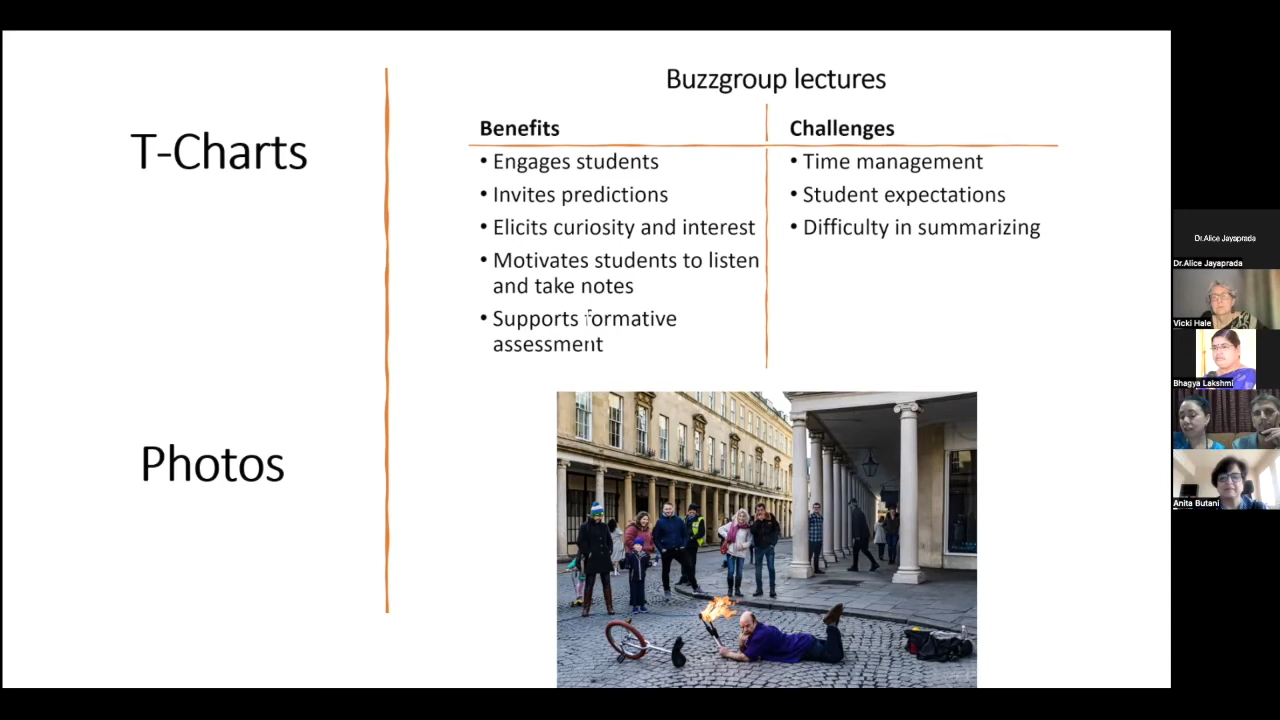 T-Charts
Buzzgroup lectures
Benefits
• Engages students
• Invites predictions
• Elicits curiosity and interest
• Motivates students to listen
and take notes
• Supports formative
assessment
Challenges
• Time management
• Student expectations
• Difficulty in summarizing
Photos
Dr.Alice Jayaprada
Dr.Alice Jayaprada
Vicki Hale
Bhagya Lakshmi
Anita Butani